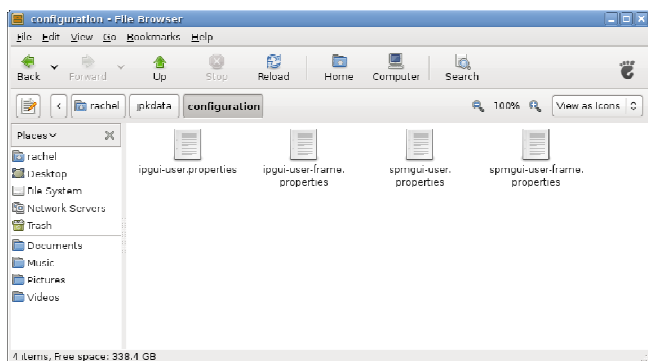 configuration - File Browser
File Edit View Go Bookmarks Help
Back Forward Up Stop Reload Home Computer Search
rachel ipkdata configuration 100% View as Icons
Places
rachel
Desktop
File System
Network Servers
Trash
Documents
Music
Pictures
Videos
ipgui-user.properties
ipgui-user-frame.
properties
spmgui-user.
properties
spmgui-user-frame.
properties
4 items, Free space: 338.4 GB